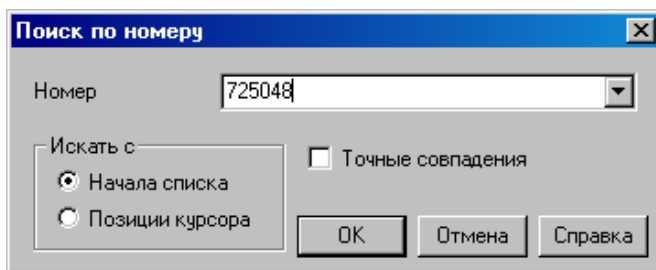 Поиск по номеру
Номер 725048
Искать с
Точные совпадения
Начала списка
Позиции курсора
OK Отмена Справка